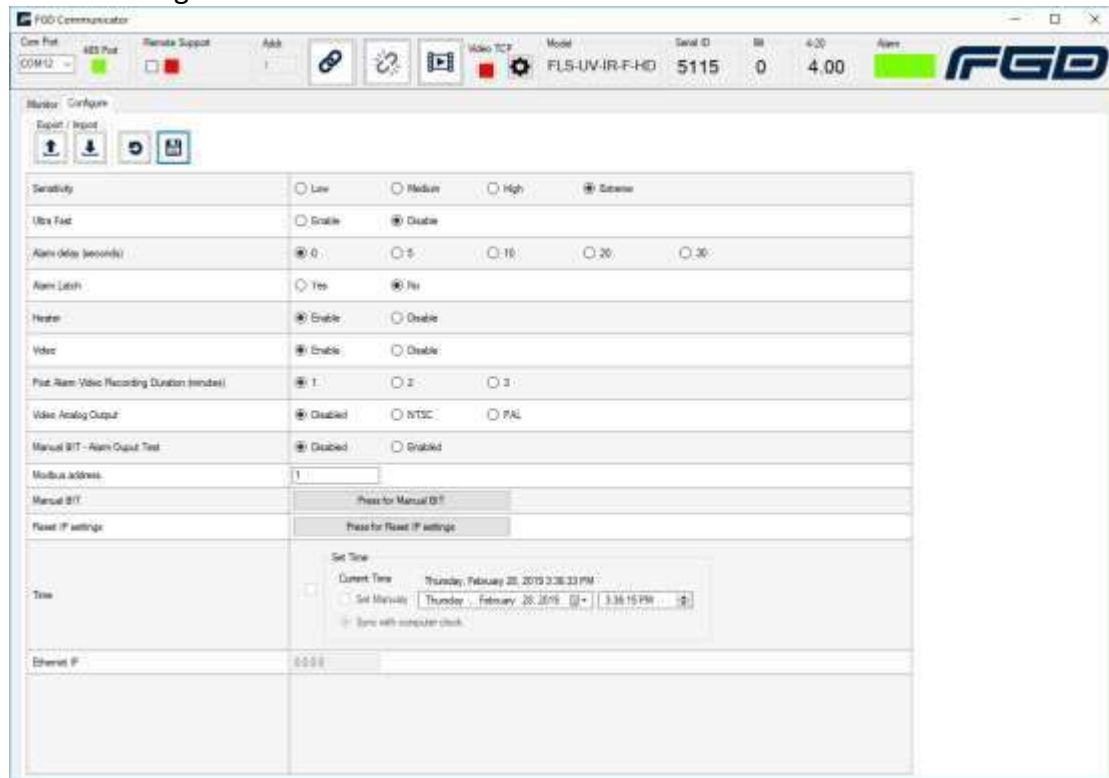 FGD Communicator
Com Port
485 Port
Remote Support
Addr
Video TCP
Model
Serial ID
Bit
4-20
Alarm
COM12
1
FLS-UV-IR-F-HD
5115
0
4.00
FGD
Monitor Configure
Export / Import
Sensitivity Low Medium High Extreme
Ultra Fast Enable Disable
Alarm delay (seconds) 0 5 10 20 30
Alarm Latch Yes No
Heater Enable Disable
Video Enable Disable
Post Alarm Video Recording Duration (minutes) 1 2 3
Video Analog Output Disabled NTSC PAL
Manual BIT - Alarm Ouput Test Disabled Enabled
Modbus address 1
Manual BIT Press for Manual BIT
Reset IP settings Press for Reset IP settings
Set Time
Current Time Thursday, February 28, 2019 3:36:33 PM
Time
Set Manualy Thursday , February 28, 2019 3:36:15 PM
Sync with computer clock
Ethernet IP 0.0.0.0